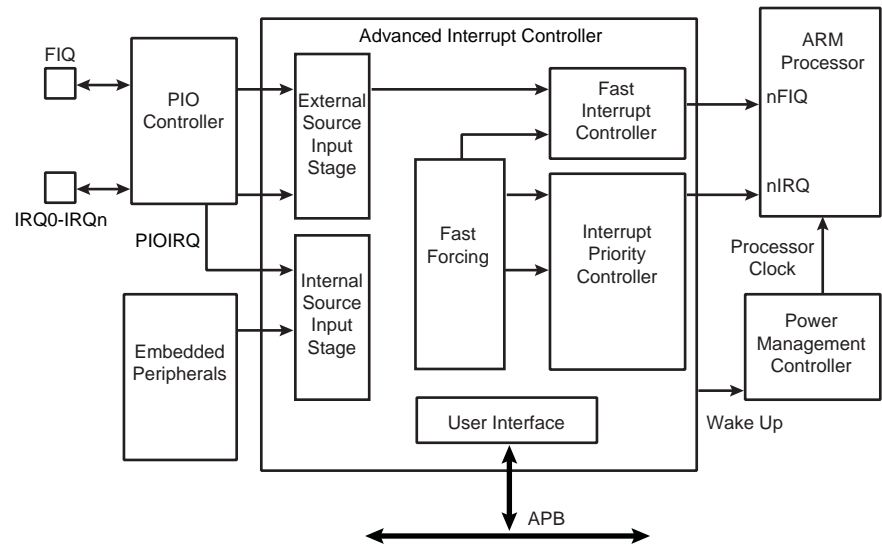 Advanced Interrupt Controller
FIQ
PIO
Controller
IRQ0-IRQn
PIOIRQ
Embedded
Peripherals
External
Source
Input
Stage
Internal
Source
Input
Stage
Fast
Forcing
Fast
Interrupt
Controller
Interrupt
Priority
Controller
User Interface
APB
ARM
Processor
nFIQ
nIRQ
Processor
Clock
Power
Management
Controller
Wake Up